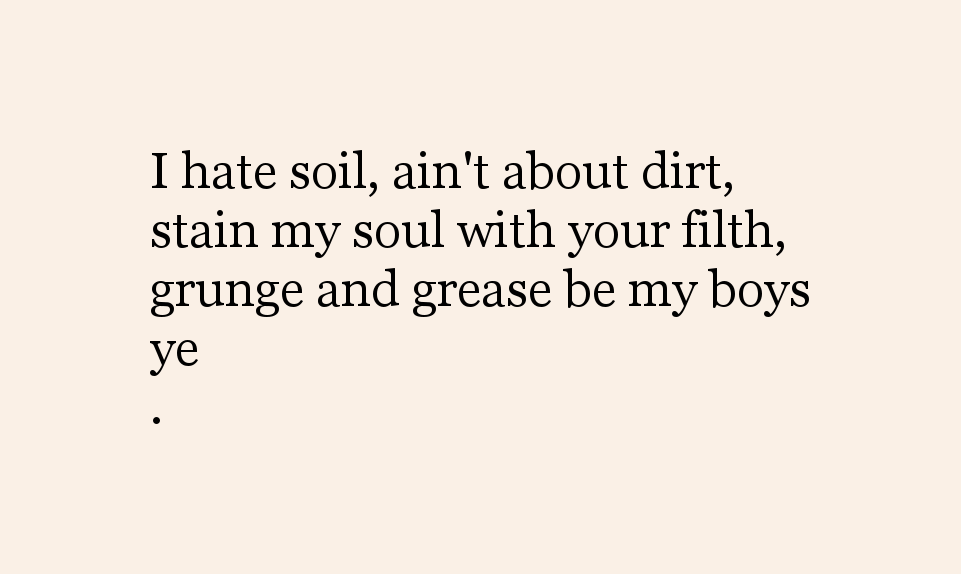 I hate soil, ain't about dirt,
stain my soul with your filth,
grunge and grease be my boys
ye
.